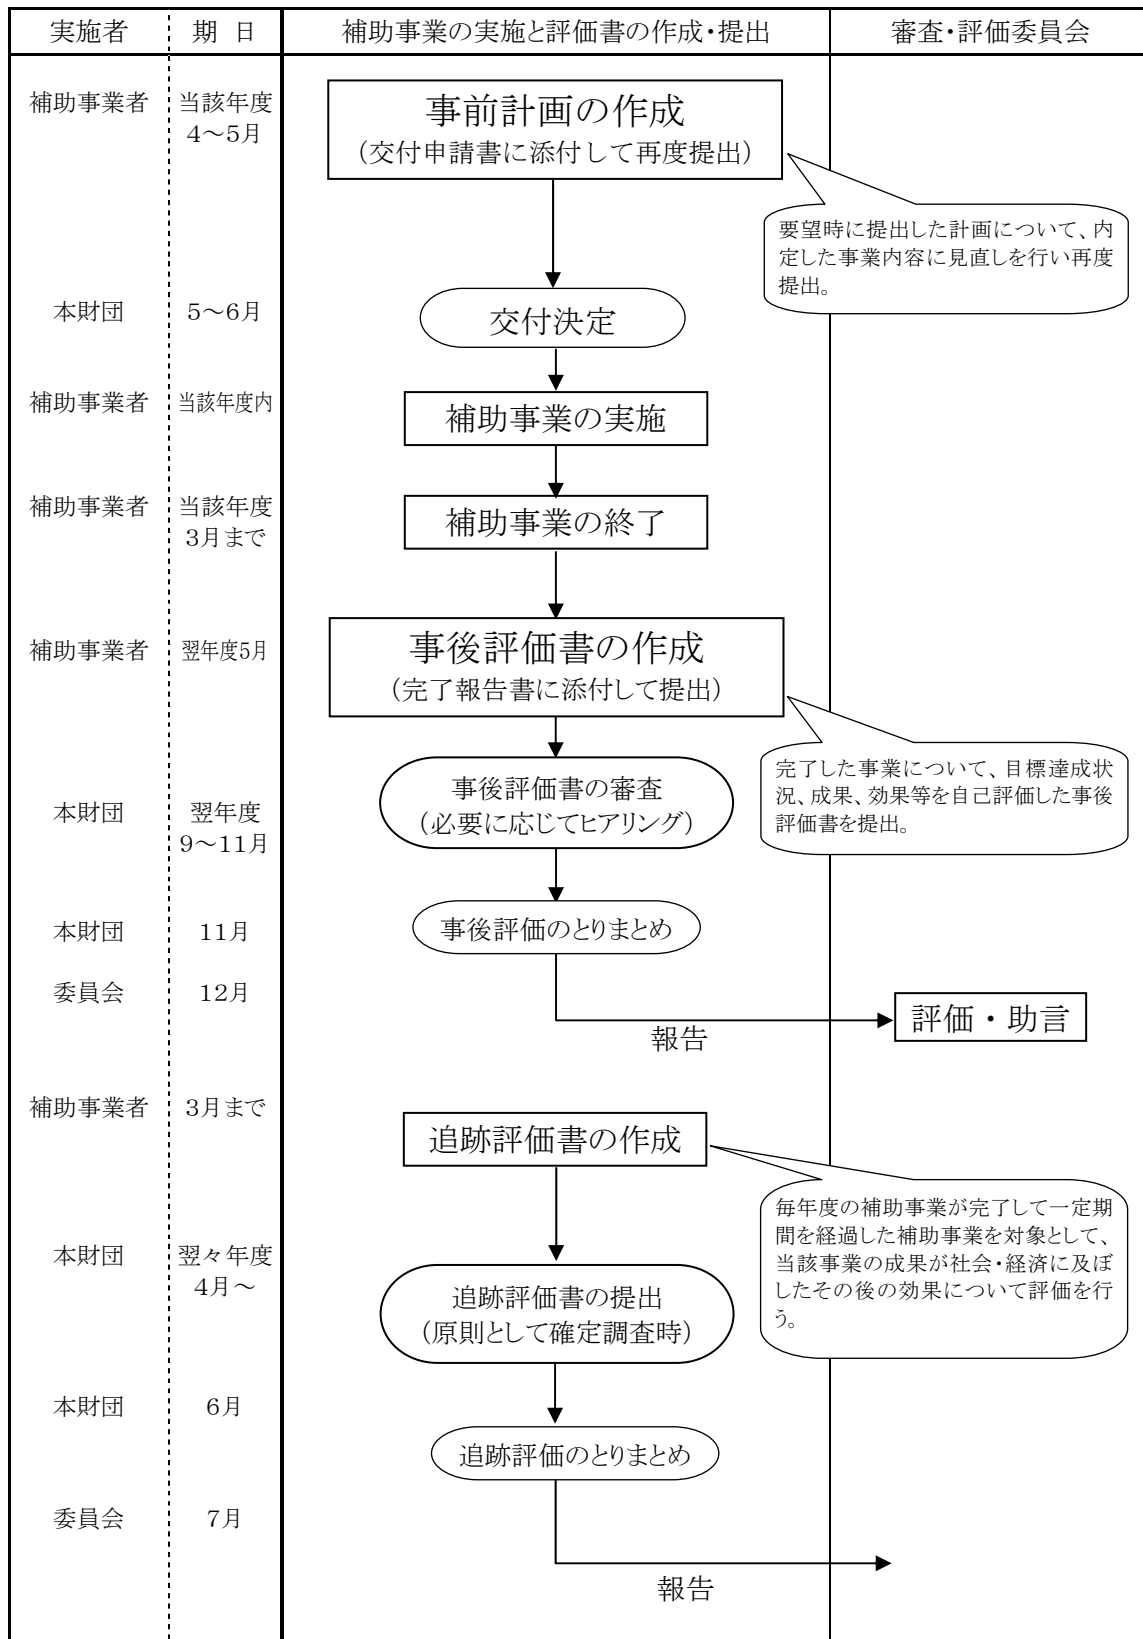 実施者 期 日 補助事業の実施と評価書の作成・提出 審査・評価委員会
補助事業者 当該年度
4～5月
事前計画の作成
（交付申請書に添付して再度提出）
要望時に提出した計画について、内
定した事業内容に見直しを行い再度
提出。
本財団 5～6月 交付決定
補助事業者 当該年度内 補助事業の実施
補助事業者 当該年度
3月まで
補助事業の終了
補助事業者 翌年度5月 事後評価書の作成
（完了報告書に添付して提出）
完了した事業について、目標達成状
況、成果、効果等を自己評価した事後
評価書を提出。
本財団 翌年度
9～11月
事後評価書の審査
（必要に応じてヒアリング）
本財団 11月 事後評価のとりまとめ
委員会 12月 評価・助言
報告
補助事業者 3月まで 追跡評価書の作成
毎年度の補助事業が完了して一定期
間を経過した補助事業を対象として、
当該事業の成果が社会・経済に及ぼ
したその後の効果について評価を行
う。
本財団 翌々年度
4月～
追跡評価書の提出
（原則として確定調査時）
本財団 6月 追跡評価のとりまとめ
委員会 7月
報告